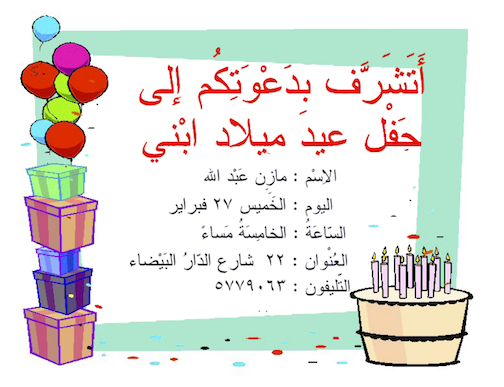 أَتَشَرَّف بِدَعْوَتِكُم إلى
حَِفْل عيد ميلاد ابْني
الاِسْم : مازِن عَبْد الله
اليوم : الخَميس ٢٧ فبراير
السّاعَةُ : الخامِسَةُ مَساءً
العُنْوان : ٢٢ شارع الدّارُ البَيْضاء
التِّليفون : ٥٧٧٩٠٦٣